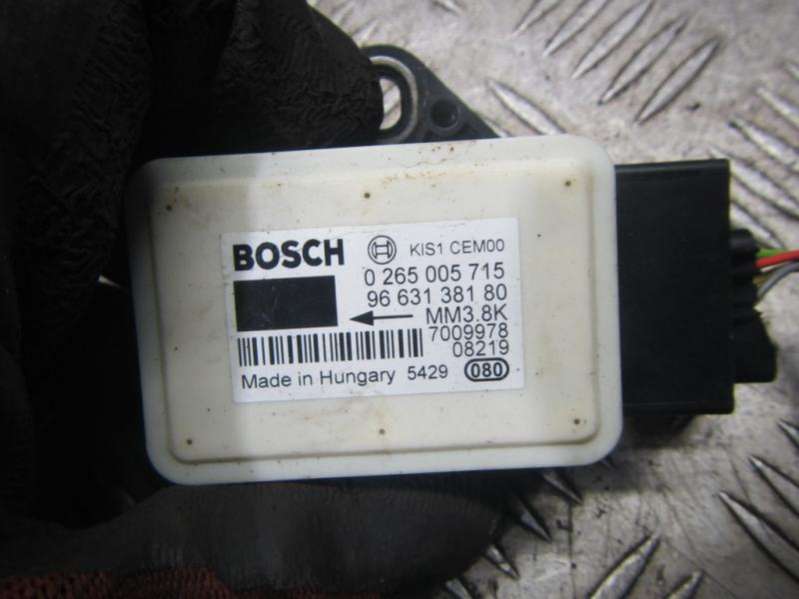 BOSCH KIS1 CEM00
0 265 005 715
96 631 381 80
MM3.8K
7009978
08219
Made in Hungary 5429 080